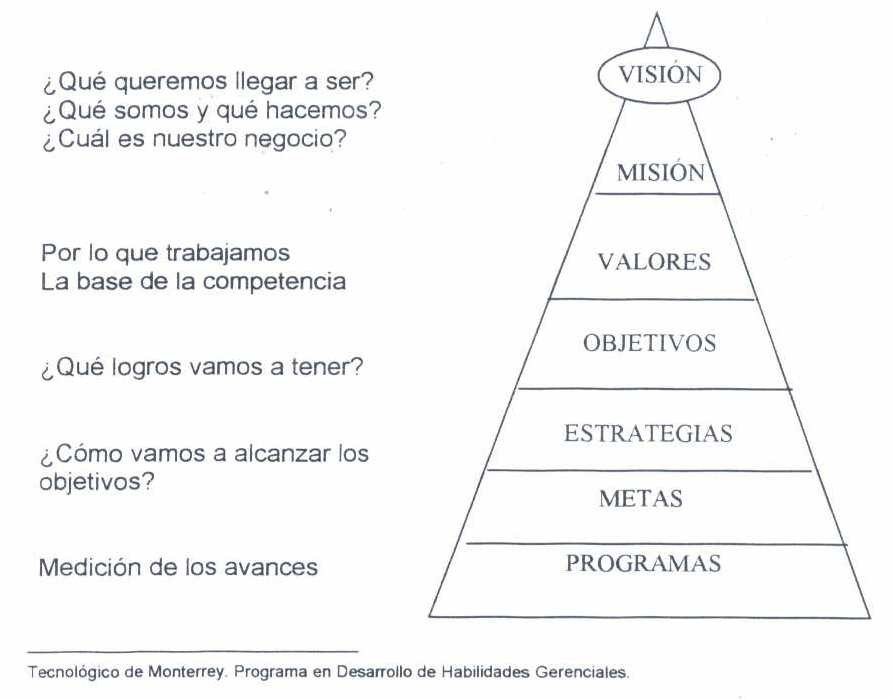 ¿Qué queremos llegar a ser?
¿Qué somos y qué hacemos?
¿Cuál es nuestro negocio?
Por lo que trabajamos
La base de la competencia
¿Qué logros vamos a tener?
¿Cómo vamos a alcanzar los
objetivos?
Medición de los avances
VISIÓN
MISIÓN
VALORES
OBJETIVOS
ESTRATEGIAS
METAS
PROGRAMAS
Tecnológico de Monterrey. Programa en Desarrollo de Habilidades Gerenciales.